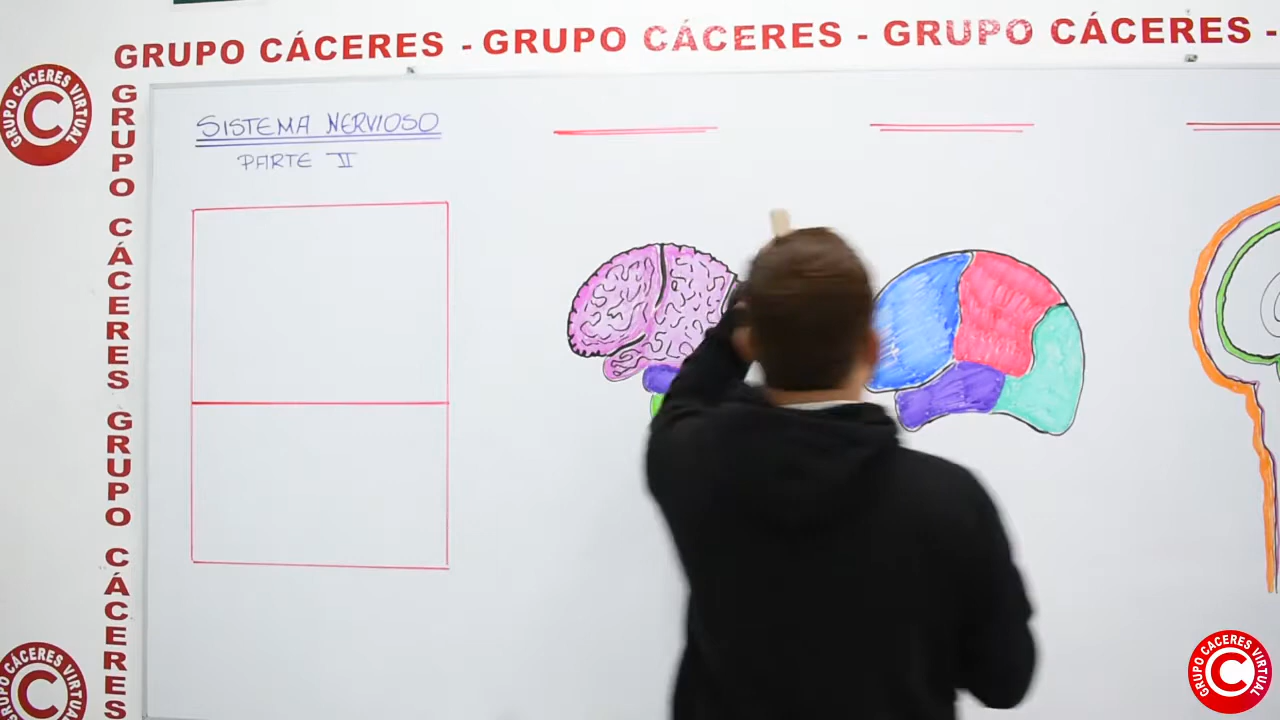 GRUPO CÁCERES - GRUPO CÁCERES - GRUPO CÁCERES -
GRUPO CÁCERES VIRTUAL
C
GRUPO CÁCERES GRUPO CÁCERES
SISTEMA NERVIOSO
PARTE II
GRUPO CÁCERES VIRTUAL
C
GRUPO CACERES VIRTUAL
C